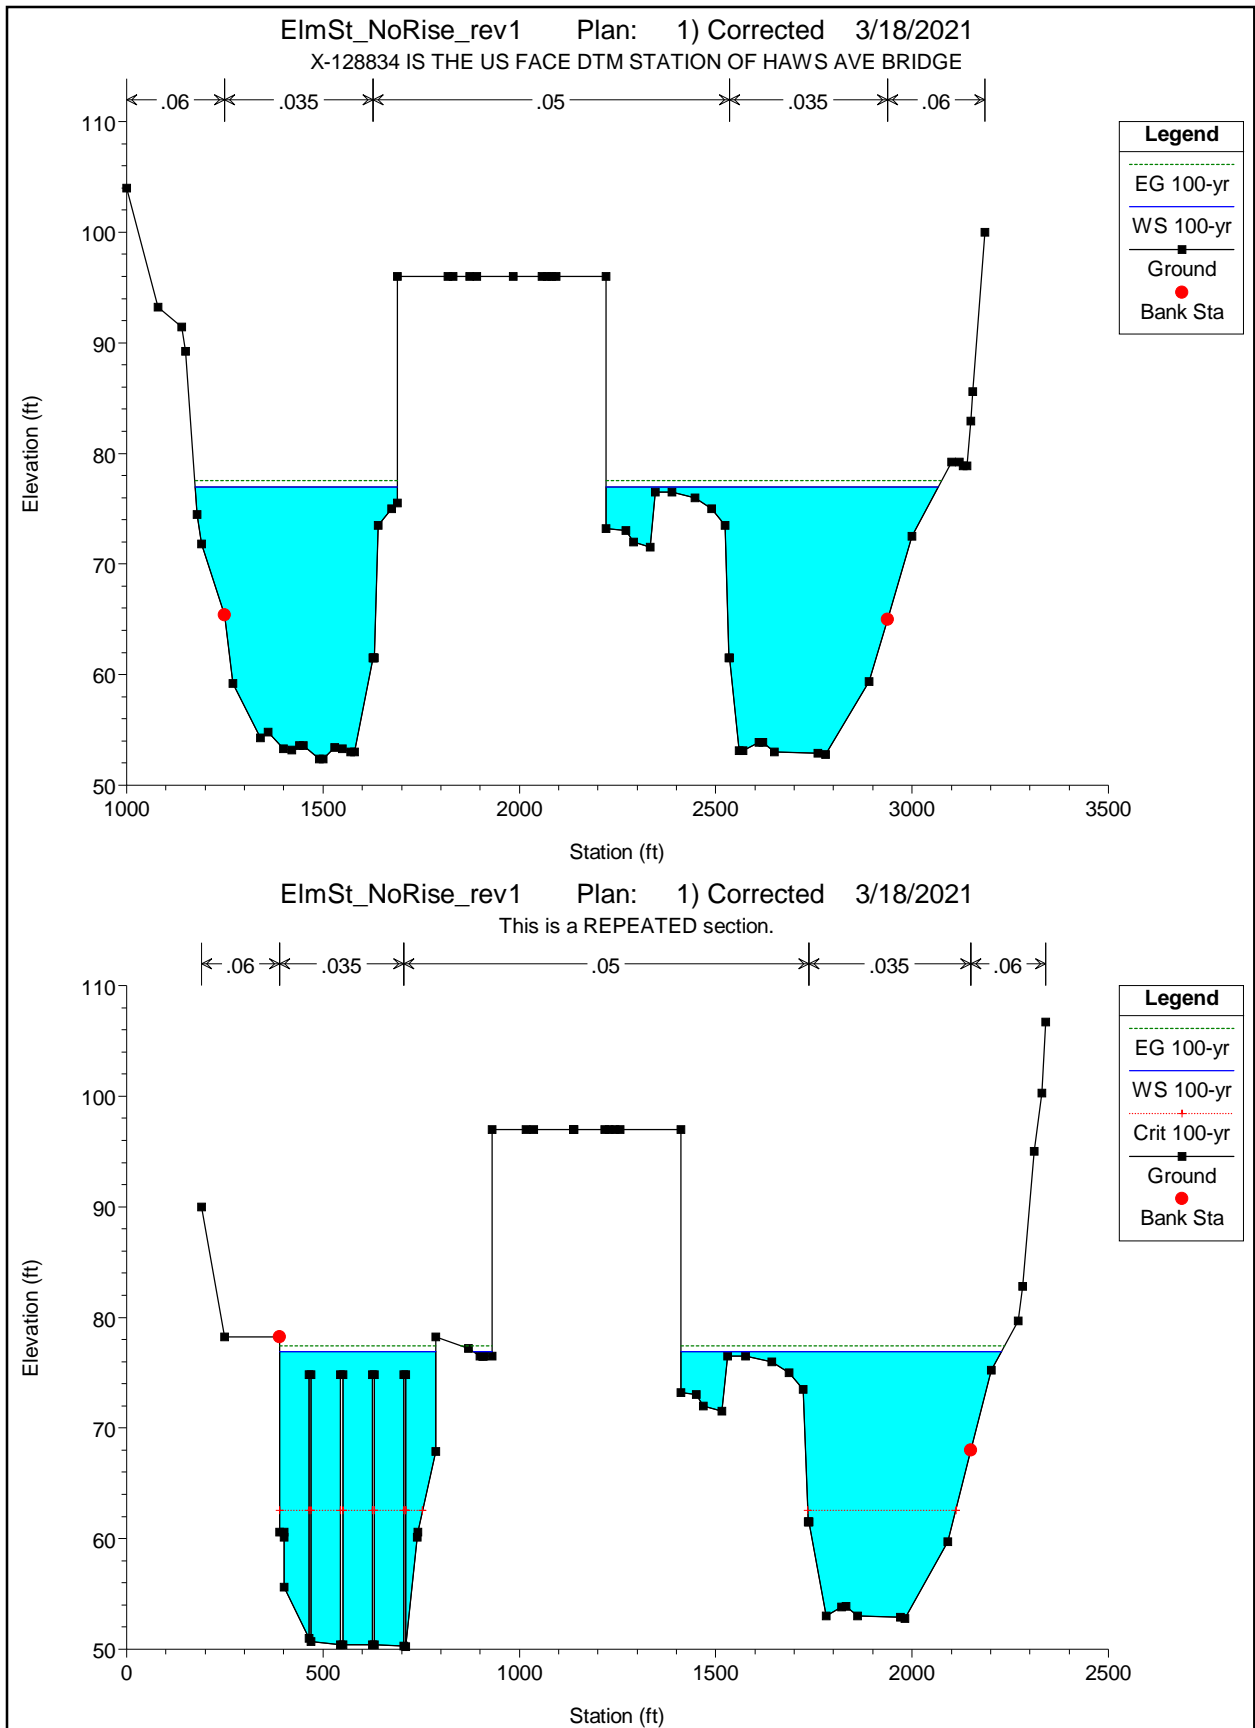 ElmSt_NoRise_rev1 Plan: 1) Corrected 3/18/2021
X-128834 IS THE US FACE DTM STATION OF HAWS AVE BRIDGE
.06 .035 .05 .035 .06
110
100
90
80
70
60
50
Elevation (ft)
1000 1500 2000 2500 3000 3500
Station (ft)
Legend
EG 100-yr
WS 100-yr
Ground
Bank Sta
ElmSt_NoRise_rev1 Plan: 1) Corrected 3/18/2021
This is a REPEATED section.
.06 .035 .05 .035 .06
110
100
90
80
70
60
50
Elevation (ft)
0 500 1000 1500 2000 2500
Station (ft)
Legend
EG 100-yr
WS 100-yr
Crit 100-yr
Ground
Bank Sta